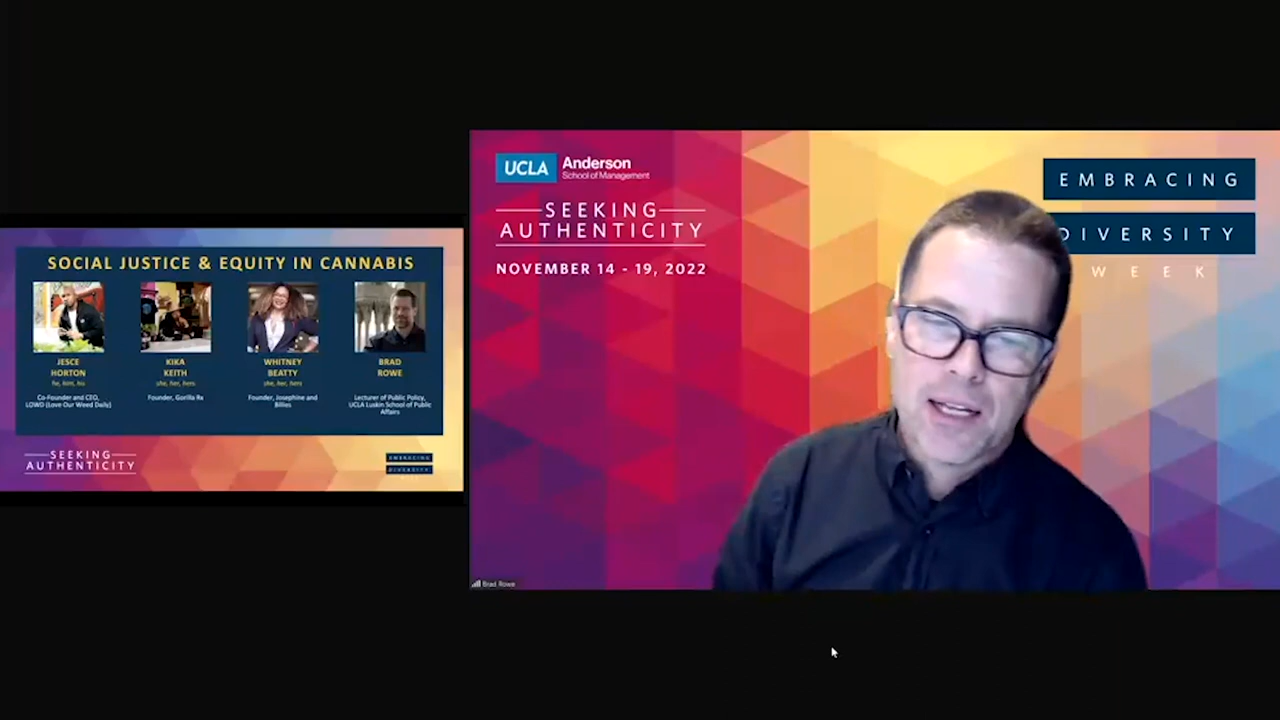 SOCIAL JUSTICE & EQUITY IN CANNABIS
JESCE
HORTON
he, him, his
Co-Founder and CEO,
LOWD (Love Our Weed Daily)
KIKA
KEITH
she, her, hers
Founder, Gorilla Rx
WHITNEY
BEATTY
she, her, hers
Founder, Josephine and
Billies
BRAD
ROWE
Lecturer of Public Policy,
UCLA Luskin School of Public
Affairs
SEEKING
AUTHENTICITY
EMBRACING
DIVERSITY
UCLA Anderson
School of Management
SEEKING
AUTHENTICITY
NOVEMBER 14 - 19, 2022
EMBRACING
DIVERSITY
WEEK
Brad Rowe